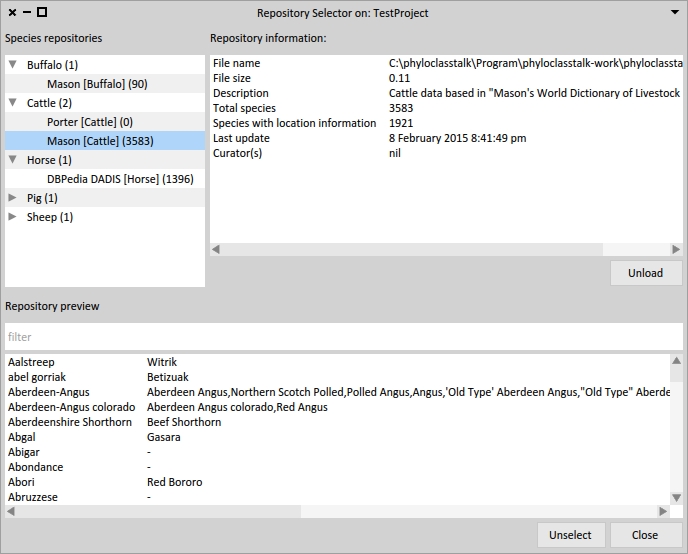 Repository Selector on: TestProject
Species repositories
Buffalo (1)
Mason [Buffalo] (90)
Cattle (2)
Porter [Cattle] (0)
Mason [Cattle] (3583)
Horse (1)
DBPedia DADIS [Horse] (1396)
Pig (1)
Sheep (1)
Repository information:
File name C:\phyloclasstalk\Program\phyloclasstalk-work\phyloclassta
File size 0.11
Description Cattle data based in "Mason's World Dictionary of Livestock
Total species 3583
Species with location information 1921
Last update 8 February 2015 8:41:49 pm
Curator(s) nil
Unload
Repository preview
filter
Aalstreep Witrik
abel gorriak Betizuak
Aberdeen-Angus Aberdeen Angus,Northern Scotch Polled,Polled Angus,Angus,'Old Type' Aberdeen Angus,"Old Type" Aberde
Aberdeen-Angus colorado Aberdeen Angus colorado,Red Angus
Aberdeenshire Shorthorn Beef Shorthorn
Abgal Gasara
Abigar -
Abondance -
Abori Red Bororo
Abruzzese -
Unselect Close